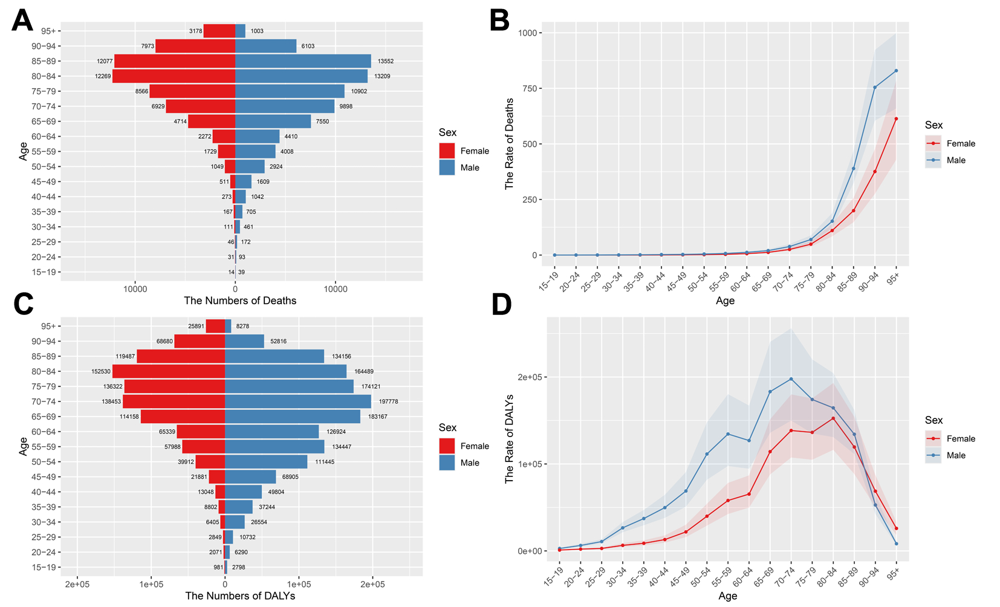 A
95+ 3178 1003
90−94 7973 6103
85−89 12077 13552
80−84 12269 13209
75−79 8566 10902
70−74 6929 9898
65−69 4714 7550
60−64 2272 4410
55−59 1729 4008
50−54 1049 2924
45−49 511 1609
40−44 273 1042
35−39 167 705
30−34 111 461
25−29 46 172
20−24 31 93
15−19 14 39
Age
10000 0 10000
The Numbers of Deaths
Sex
Female
Male
B
1000
750
500
250
0
The Rate of Deaths
15−19 20−24 25−29 30−34 35−39 40−44 45−49 50−54 55−59 60−64 65−69 70−74 75−79 80−84 85−89 90−94 95+
Age
Sex
Female
Male
C
95+ 25891 8278
90−94 68680 52816
85−89 119487 134156
80−84 152530 164489
75−79 136322 174121
70−74 138453 197778
65−69 114158 183167
60−64 65339 126924
55−59 57988 134447
50−54 39912 111445
45−49 21881 68905
40−44 13048 49804
35−39 8802 37244
30−34 6405 26554
25−29 2849 10732
20−24 2071 6290
15−19 981 2798
Age
2e+05 1e+05 0 1e+05 2e+05
The Numbers of DALYs
Sex
Female
Male
D
2e+05
1e+05
0e+00
The Rate of DALYs
15−19 20−24 25−29 30−34 35−39 40−44 45−49 50−54 55−59 60−64 65−69 70−74 75−79 80−84 85−89 90−94 95+
Age
Sex
Female
Male